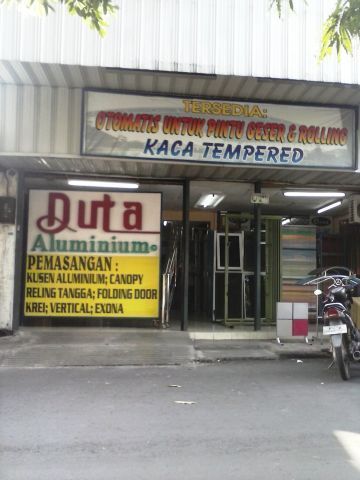 TERSEDIA:
OTOMATIS UNTUK PINTU GESER & ROLLING
KACA TEMPERED
Duta
Aluminium
PEMASANGAN :
KUSEN ALLUMINIUM; CANOPY
RELING TANGGA; FOLDING DOOR
KREI; VERTICAL; EXONA